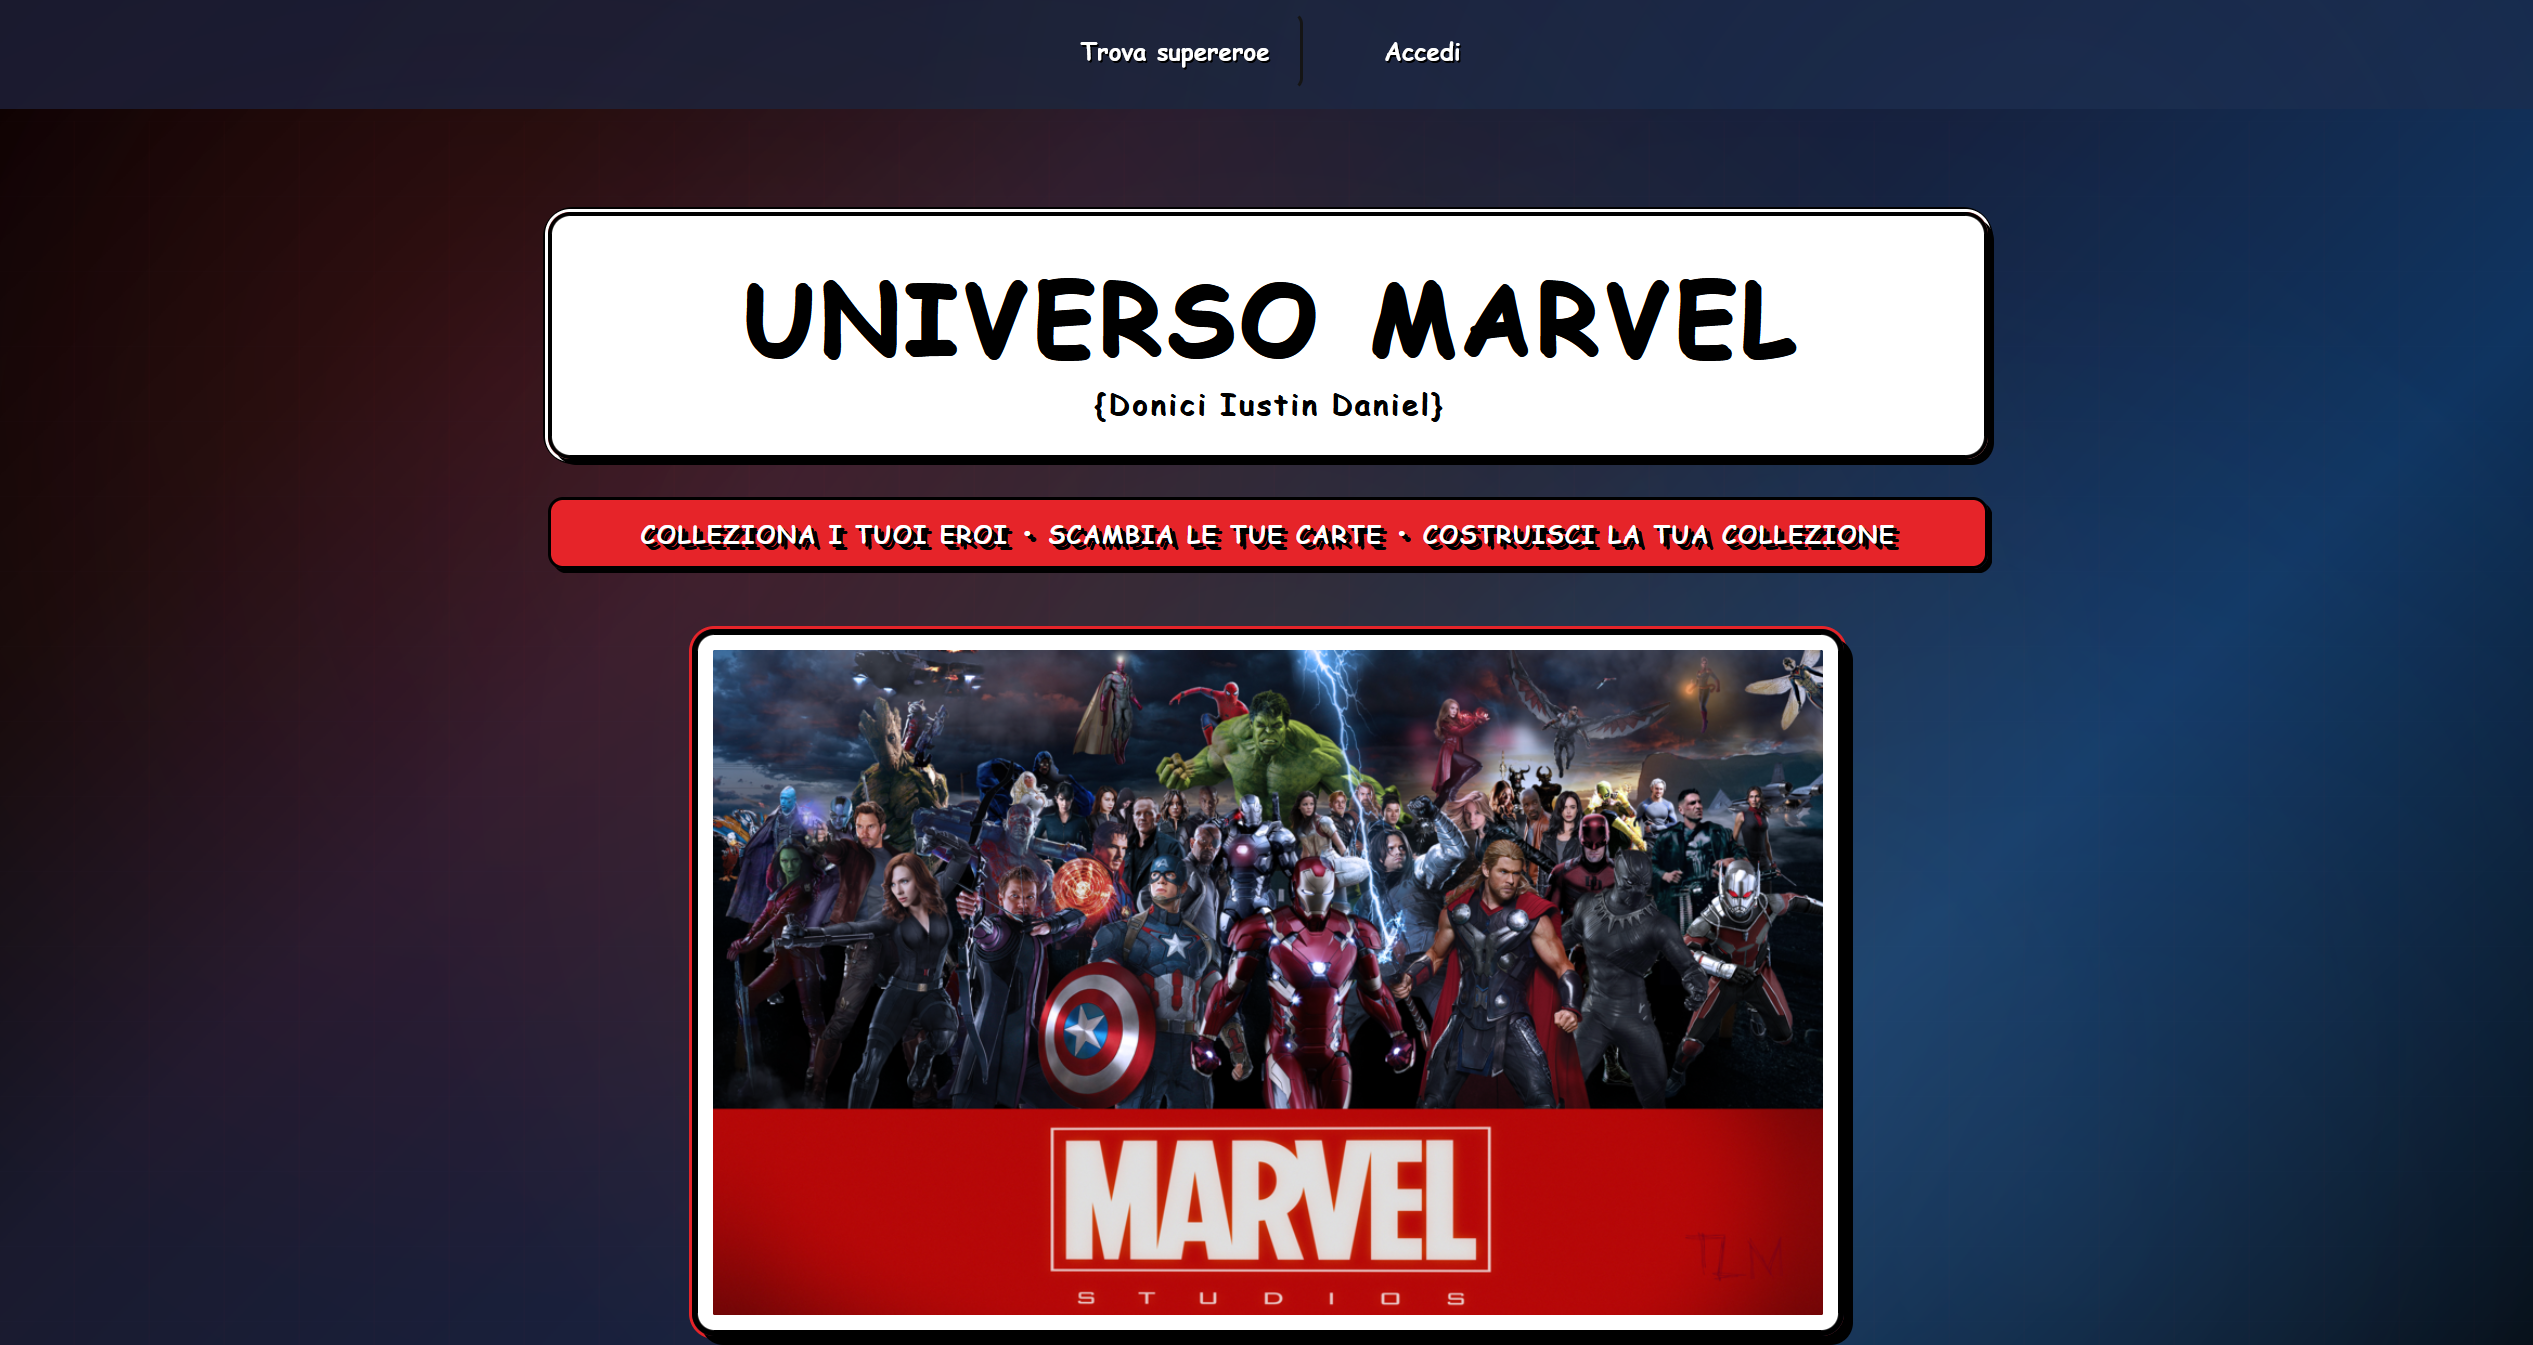 Trova supereroe
Accedi
UNIVERSO MARVEL
{Donici Iustin Daniel}
COLLEZIONA I TUOI EROI • SCAMBIA LE TUE CARTE • COSTRUISCI LA TUA COLLEZIONE
MARVEL
STUDIOS
TLM